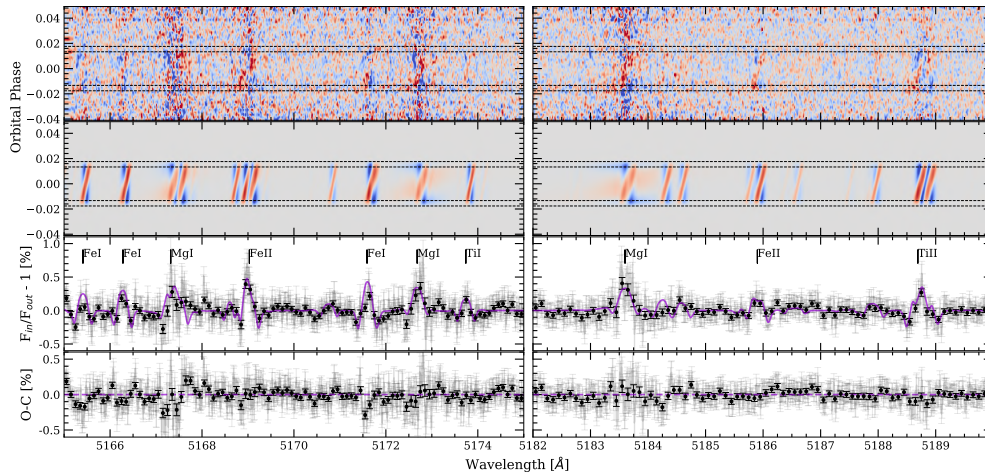 Orbital Phase
0.04
0.02
0.00
−0.02
−0.04
0.04
0.02
0.00
−0.02
−0.04
F_in/F_out - 1 [%]
1.0
0.5
0.0
−0.5
FeI FeI MgI FeII FeI MgI TiI
MgI FeII TiII
O-C [%]
0.5
0.0
−0.5
5166 5168 5170 5172 5174
5182 5183 5184 5185 5186 5187 5188 5189
Wavelength [Å]